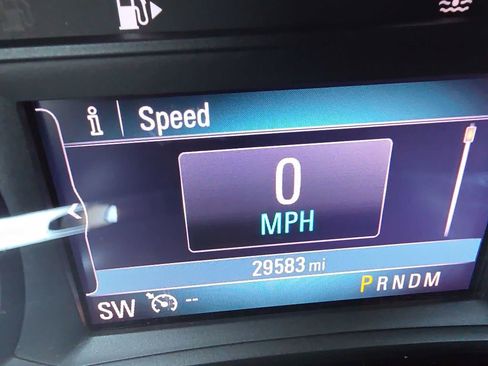 i Speed
0
MPH
29583 mi
SW -- PRNDM